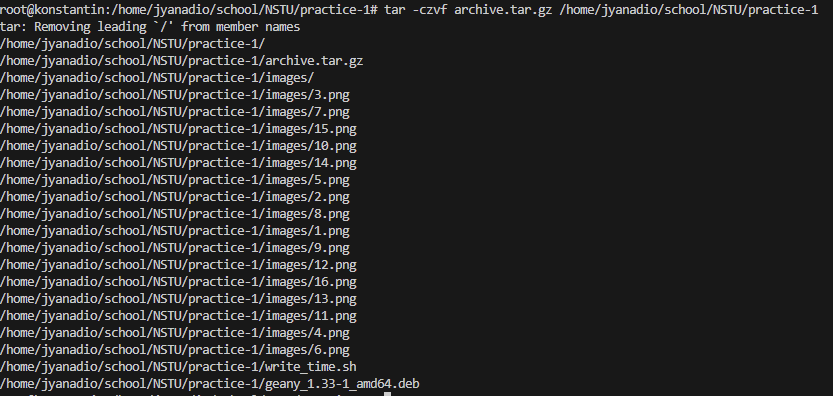 root@konstantin:/home/jyanadio/school/NSTU/practice-1# tar -czvf archive.tar.gz /home/jyanadio/school/NSTU/practice-1
tar: Removing leading `/' from member names
/home/jyanadio/school/NSTU/practice-1/
/home/jyanadio/school/NSTU/practice-1/archive.tar.gz
/home/jyanadio/school/NSTU/practice-1/images/
/home/jyanadio/school/NSTU/practice-1/images/3.png
/home/jyanadio/school/NSTU/practice-1/images/7.png
/home/jyanadio/school/NSTU/practice-1/images/15.png
/home/jyanadio/school/NSTU/practice-1/images/10.png
/home/jyanadio/school/NSTU/practice-1/images/14.png
/home/jyanadio/school/NSTU/practice-1/images/5.png
/home/jyanadio/school/NSTU/practice-1/images/2.png
/home/jyanadio/school/NSTU/practice-1/images/8.png
/home/jyanadio/school/NSTU/practice-1/images/1.png
/home/jyanadio/school/NSTU/practice-1/images/9.png
/home/jyanadio/school/NSTU/practice-1/images/12.png
/home/jyanadio/school/NSTU/practice-1/images/16.png
/home/jyanadio/school/NSTU/practice-1/images/13.png
/home/jyanadio/school/NSTU/practice-1/images/11.png
/home/jyanadio/school/NSTU/practice-1/images/4.png
/home/jyanadio/school/NSTU/practice-1/images/6.png
/home/jyanadio/school/NSTU/practice-1/write_time.sh
/home/jyanadio/school/NSTU/practice-1/geany_1.33-1_amd64.deb